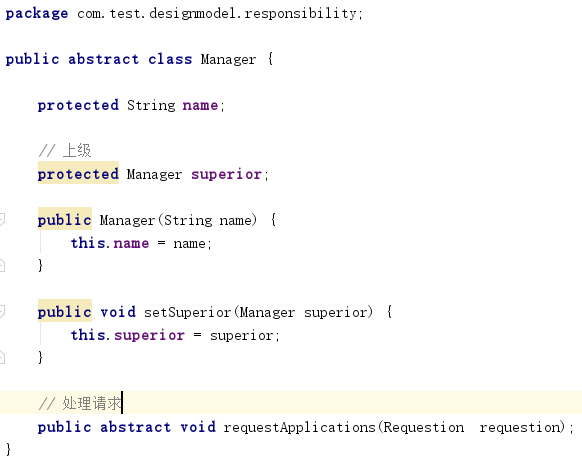 package com.test.designmodel.responsibility;
public abstract class Manager {
protected String name;
// 上级
protected Manager superior;
public Manager(String name) {
this.name = name;
}
public void setSuperior(Manager superior) {
this.superior = superior;
}
// 处理请求
public abstract void requestApplications(Requestion  requestion);
}